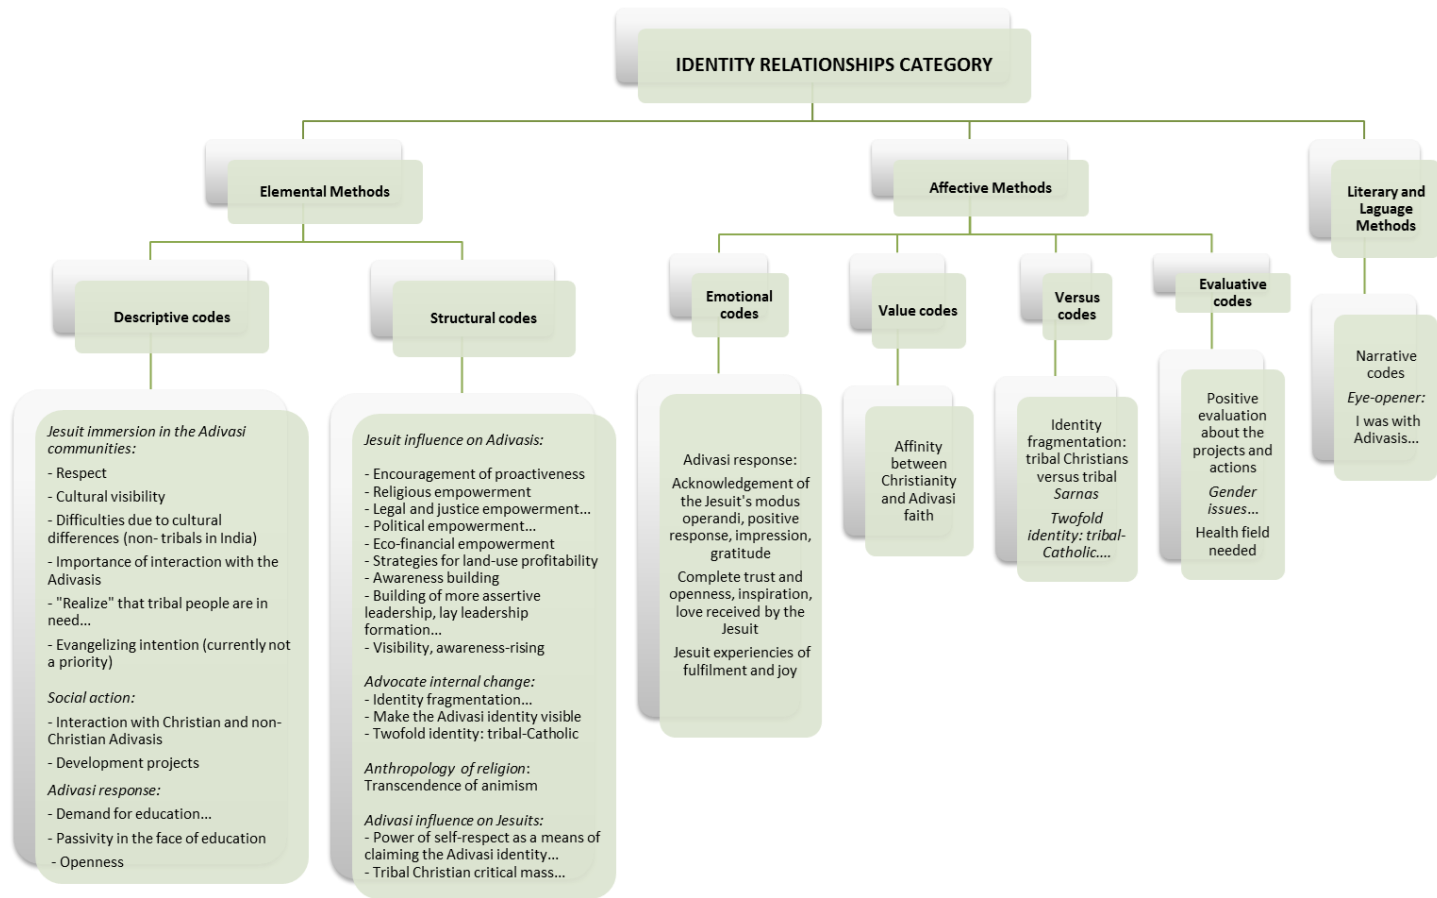 IDENTITY RELATIONSHIPS CATEGORY
Elemental Methods
Affective Methods
Literary and
Laguage
Methods
Descriptive codes
Structural codes
Emotional
codes
Value codes
Versus
codes
Evaluative
codes
Jesuit immersion in the Adivasi
communities:
- Respect
- Cultural visibility
- Difficulties due to cultural
differences (non- tribals in India)
- Importance of interaction with the
Adivasis
- "Realize" that tribal people are in
need...
- Evangelizing intention (currently not
a priority)
Social action:
- Interaction with Christian and non-
Christian Adivasis
- Development projects
Adivasi response:
- Demand for education...
- Passivity in the face of education
- Openness
Jesuit influence on Adivasis:
- Encouragement of proactiveness
- Religious empowerment
- Legal and justice empowerment...
- Political empowerment...
- Eco-financial empowerment
- Strategies for land-use profitability
- Awareness building
- Building of more assertive
leadership, lay leadership
formation...
- Visibility, awareness-rising
Advocate internal change:
- Identity fragmentation...
- Make the Adivasi identity visible
- Twofold identity: tribal-Catholic
Anthropology of religion:
Transcendence of animism
Adivasi influence on Jesuits:
- Power of self-respect as a means of
claiming the Adivasi identity...
- Tribal Christian critical mass...
Adivasi response:
Acknowledgement of
the Jesuit's modus
operandi, positive
response, impression,
gratitude
Complete trust and
openness, inspiration,
love received by the
Jesuit
Jesuit experiencies of
fulfilment and joy
Affinity
between
Christianity
and Adivasi
faith
Identity
fragmentation:
tribal Christians
versus tribal
Sarnas
Twofold
identity: tribal-
Catholic....
Positive
evaluation
about the
projects and
actions
Gender
issues...
Health field
needed
Narrative
codes
Eye-opener:
I was with
Adivasis...